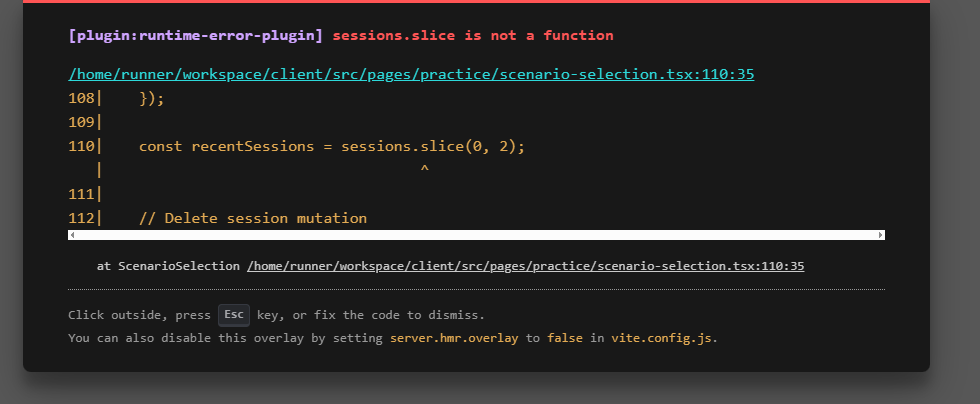 [plugin:runtime-error-plugin] sessions.slice is not a function
/home/runner/workspace/client/src/pages/practice/scenario-selection.tsx:110:35
108|    });
109|
110|    const recentSessions = sessions.slice(0, 2);
   |                                    ^
111|
112|    // Delete session mutation
at ScenarioSelection /home/runner/workspace/client/src/pages/practice/scenario-selection.tsx:110:35
Click outside, press Esc key, or fix the code to dismiss.
You can also disable this overlay by setting server.hmr.overlay to false in vite.config.js.